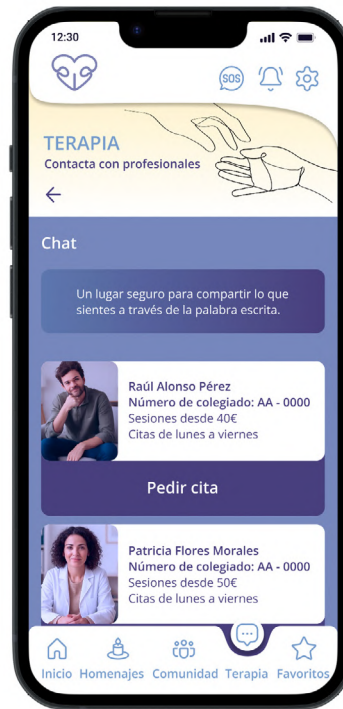 12:30
SOS
TERAPIA
Contacta con profesionales
Chat
Un lugar seguro para compartir lo que
sientes a través de la palabra escrita.
Raúl Alonso Pérez
Número de colegiado: AA - 0000
Sesiones desde 40€
Citas de lunes a viernes
Pedir cita
Patricia Flores Morales
Número de colegiado: AA - 0000
Sesiones desde 50€
Citas de lunes a viernes
Inicio Homenajes Comunidad Terapia Favoritos